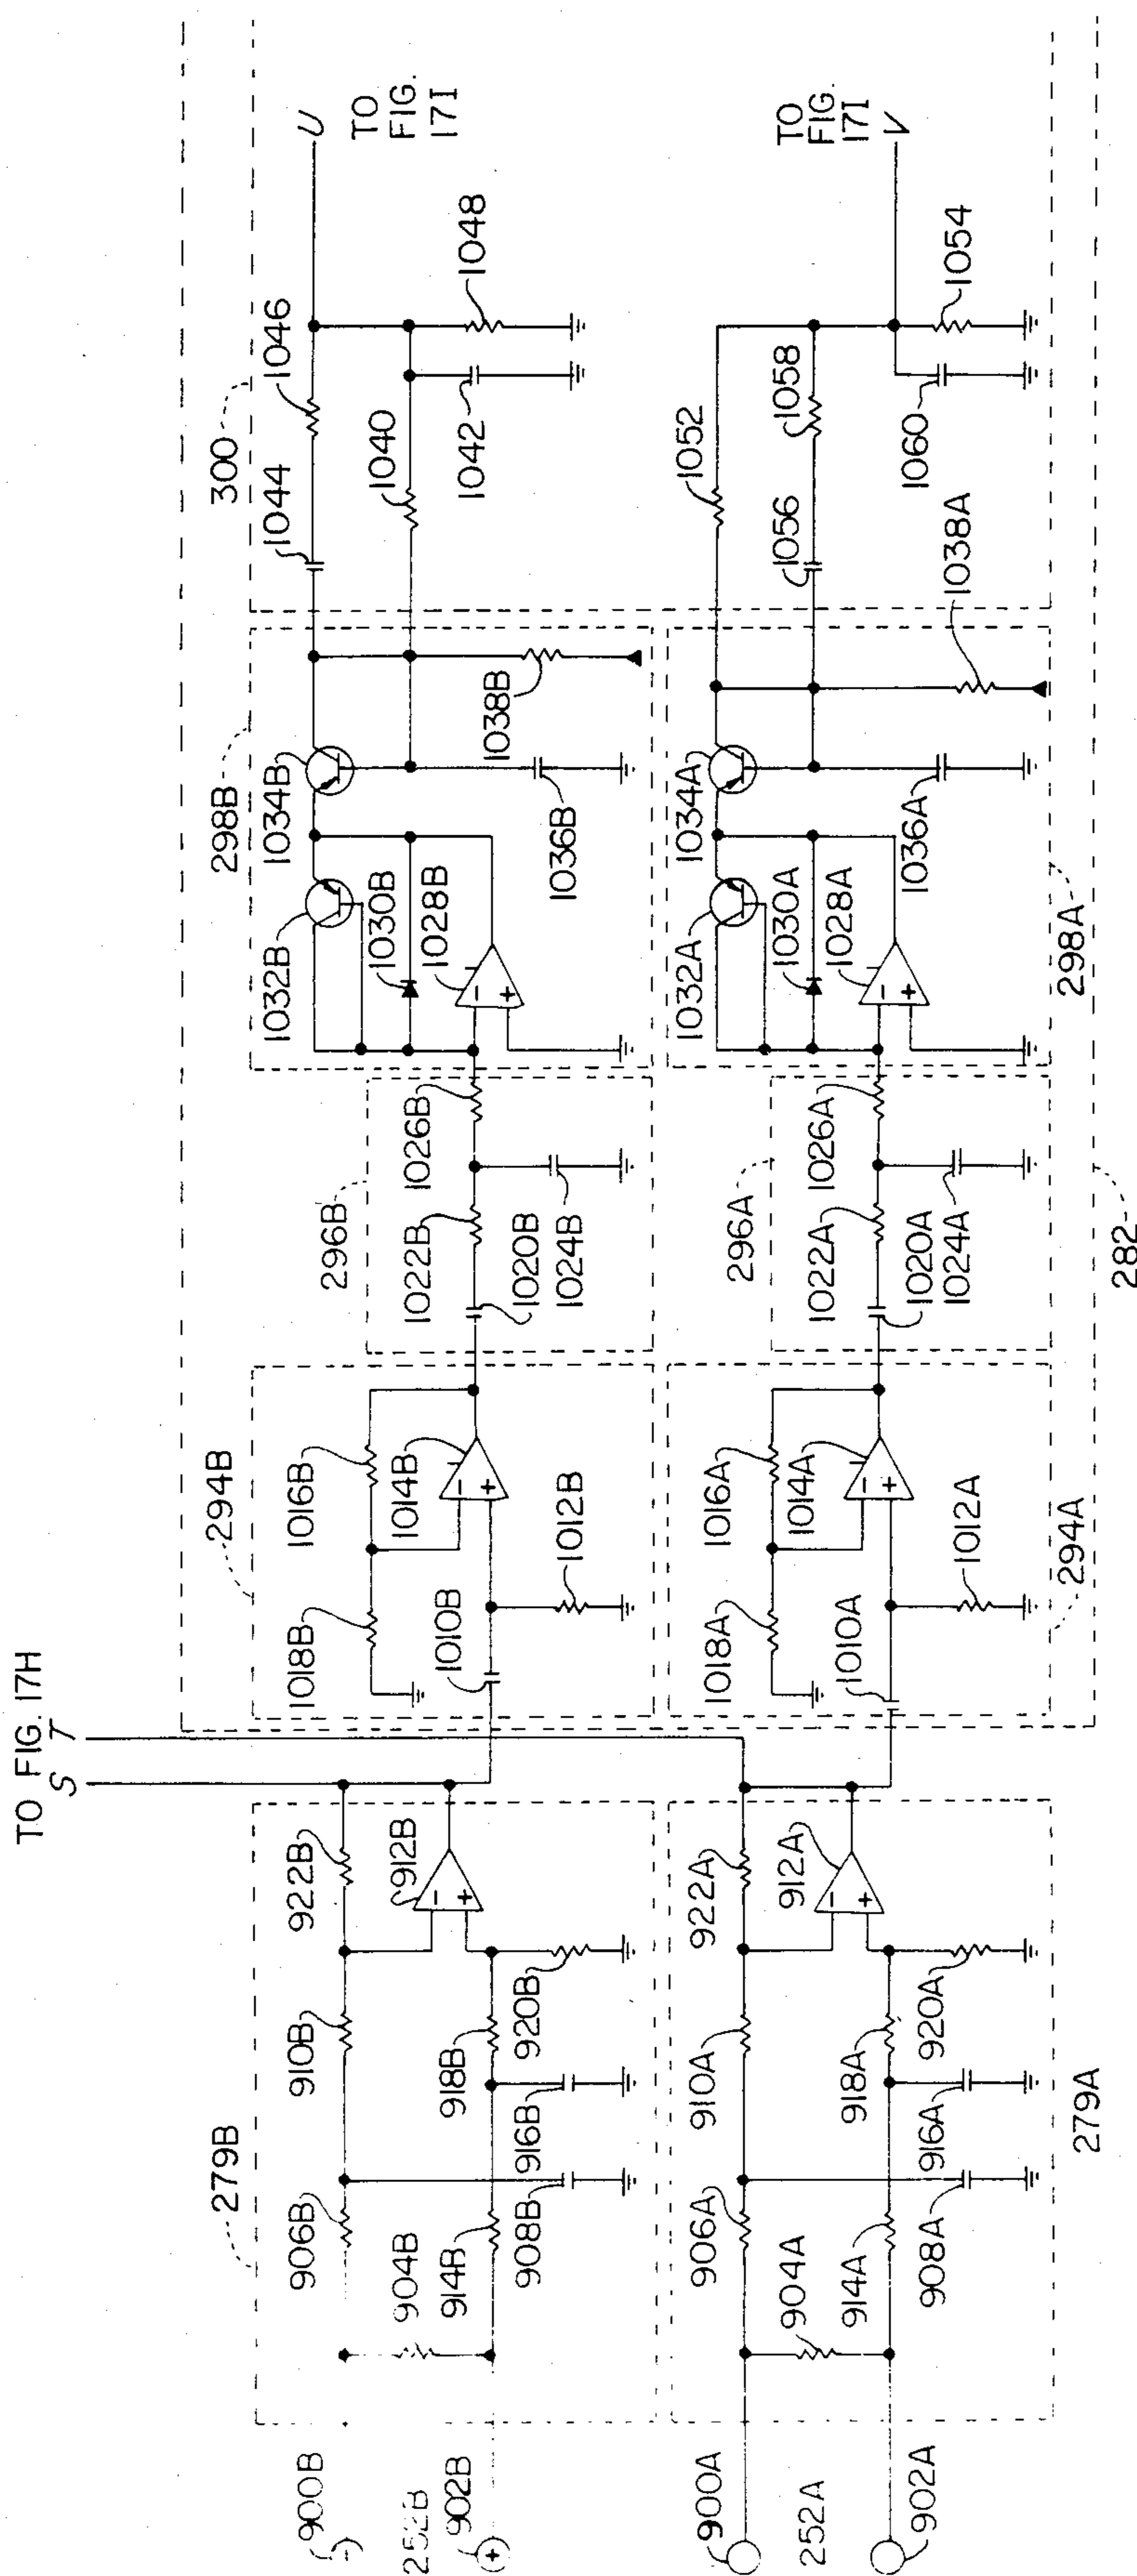 TO FIG. 17H
S T
279B
906B
910B
922B
904B
914B
918B
912B
908B
916B
920B
900B
252B
902B
+
-
+
294B
1018B
1016B
1014B
1010B
1012B
-
+
296B
1022B
1026B
1020B
1024B
298B
1032B
1034B
1030B
1028B
1036B
1038B
-
+
300
1044
1046
1040
1042
1048
U
TO
FIG.
17I
900A
252A
902A
906A
910A
922A
904A
914A
918A
912A
908A
916A
920A
-
+
279A
1018A
1016A
1014A
1010A
1012A
-
+
294A
296A
1022A
1026A
1020A
1024A
282
1032A
1034A
1030A
1028A
1036A
1038A
-
+
298A
1052
1056
1058
1060
1054
TO
FIG.
17I
V